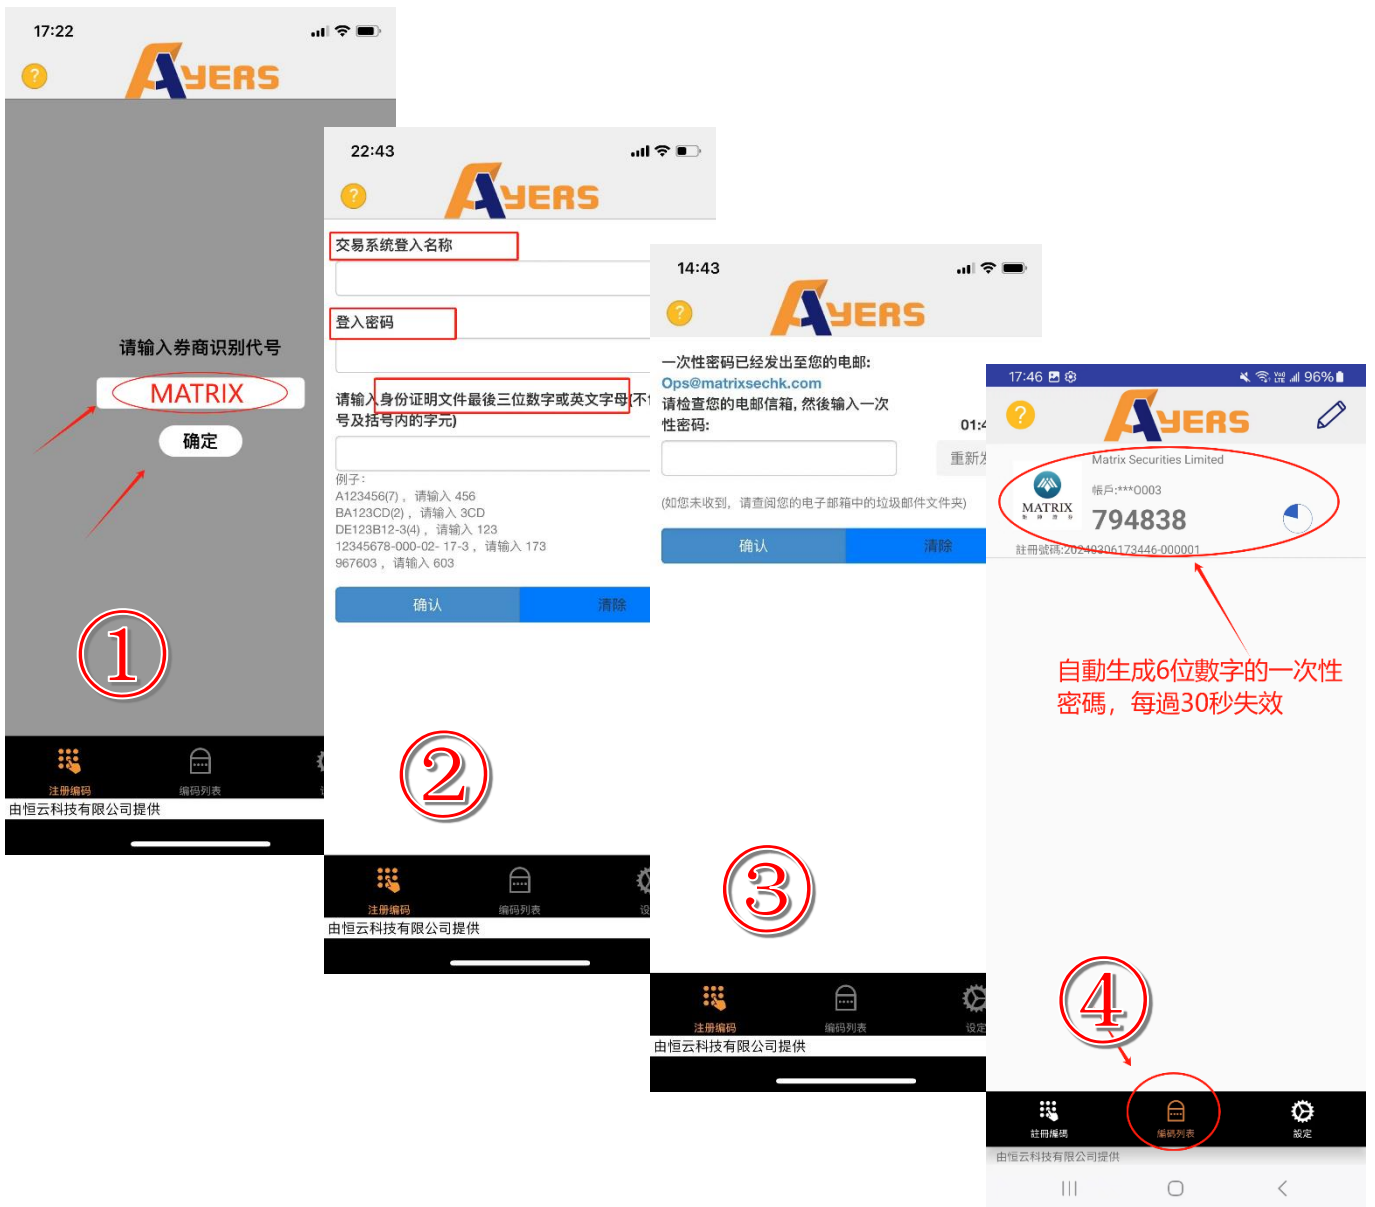 17:22
AYERS
?
请输入券商识别代号
MATRIX
确定
①
注册编码
编码列表
由恒云科技有限公司提供
22:43
AYERS
?
交易系统登入名称
登入密码
请输入身份证明文件最後三位数字或英文字母(不
号及括号内的字元)
例子:
A123456(7) ，请输入 456
BA123CD(2) ，请输入 3CD
DE123B12-3(4) ，请输入 123
12345678-000-02- 17-3 ，请输入 173
967603 ，请输入 603
确认
清除
②
注册编码
编码列表
由恒云科技有限公司提供
14:43
AYERS
?
一次性密码已经发出至您的电邮:
Ops@matrixsechk.com
请检查您的电邮信箱, 然後输入一次
性密码:
01:4
重新
(如您未收到，请查阅您的电子邮箱中的垃圾邮件文件夹)
确认
清除
③
注册编码
编码列表
设定
由恒云科技有限公司提供
17:46
96%
AYERS
?
Matrix Securities Limited
MATRIX
帳戶:***0003
794838
註冊號碼:20240306173446-000001
自動生成6位數字的一次性
密碼，每過30秒失效
④
註冊編碼
編碼列表
設定
由恒云科技有限公司提供